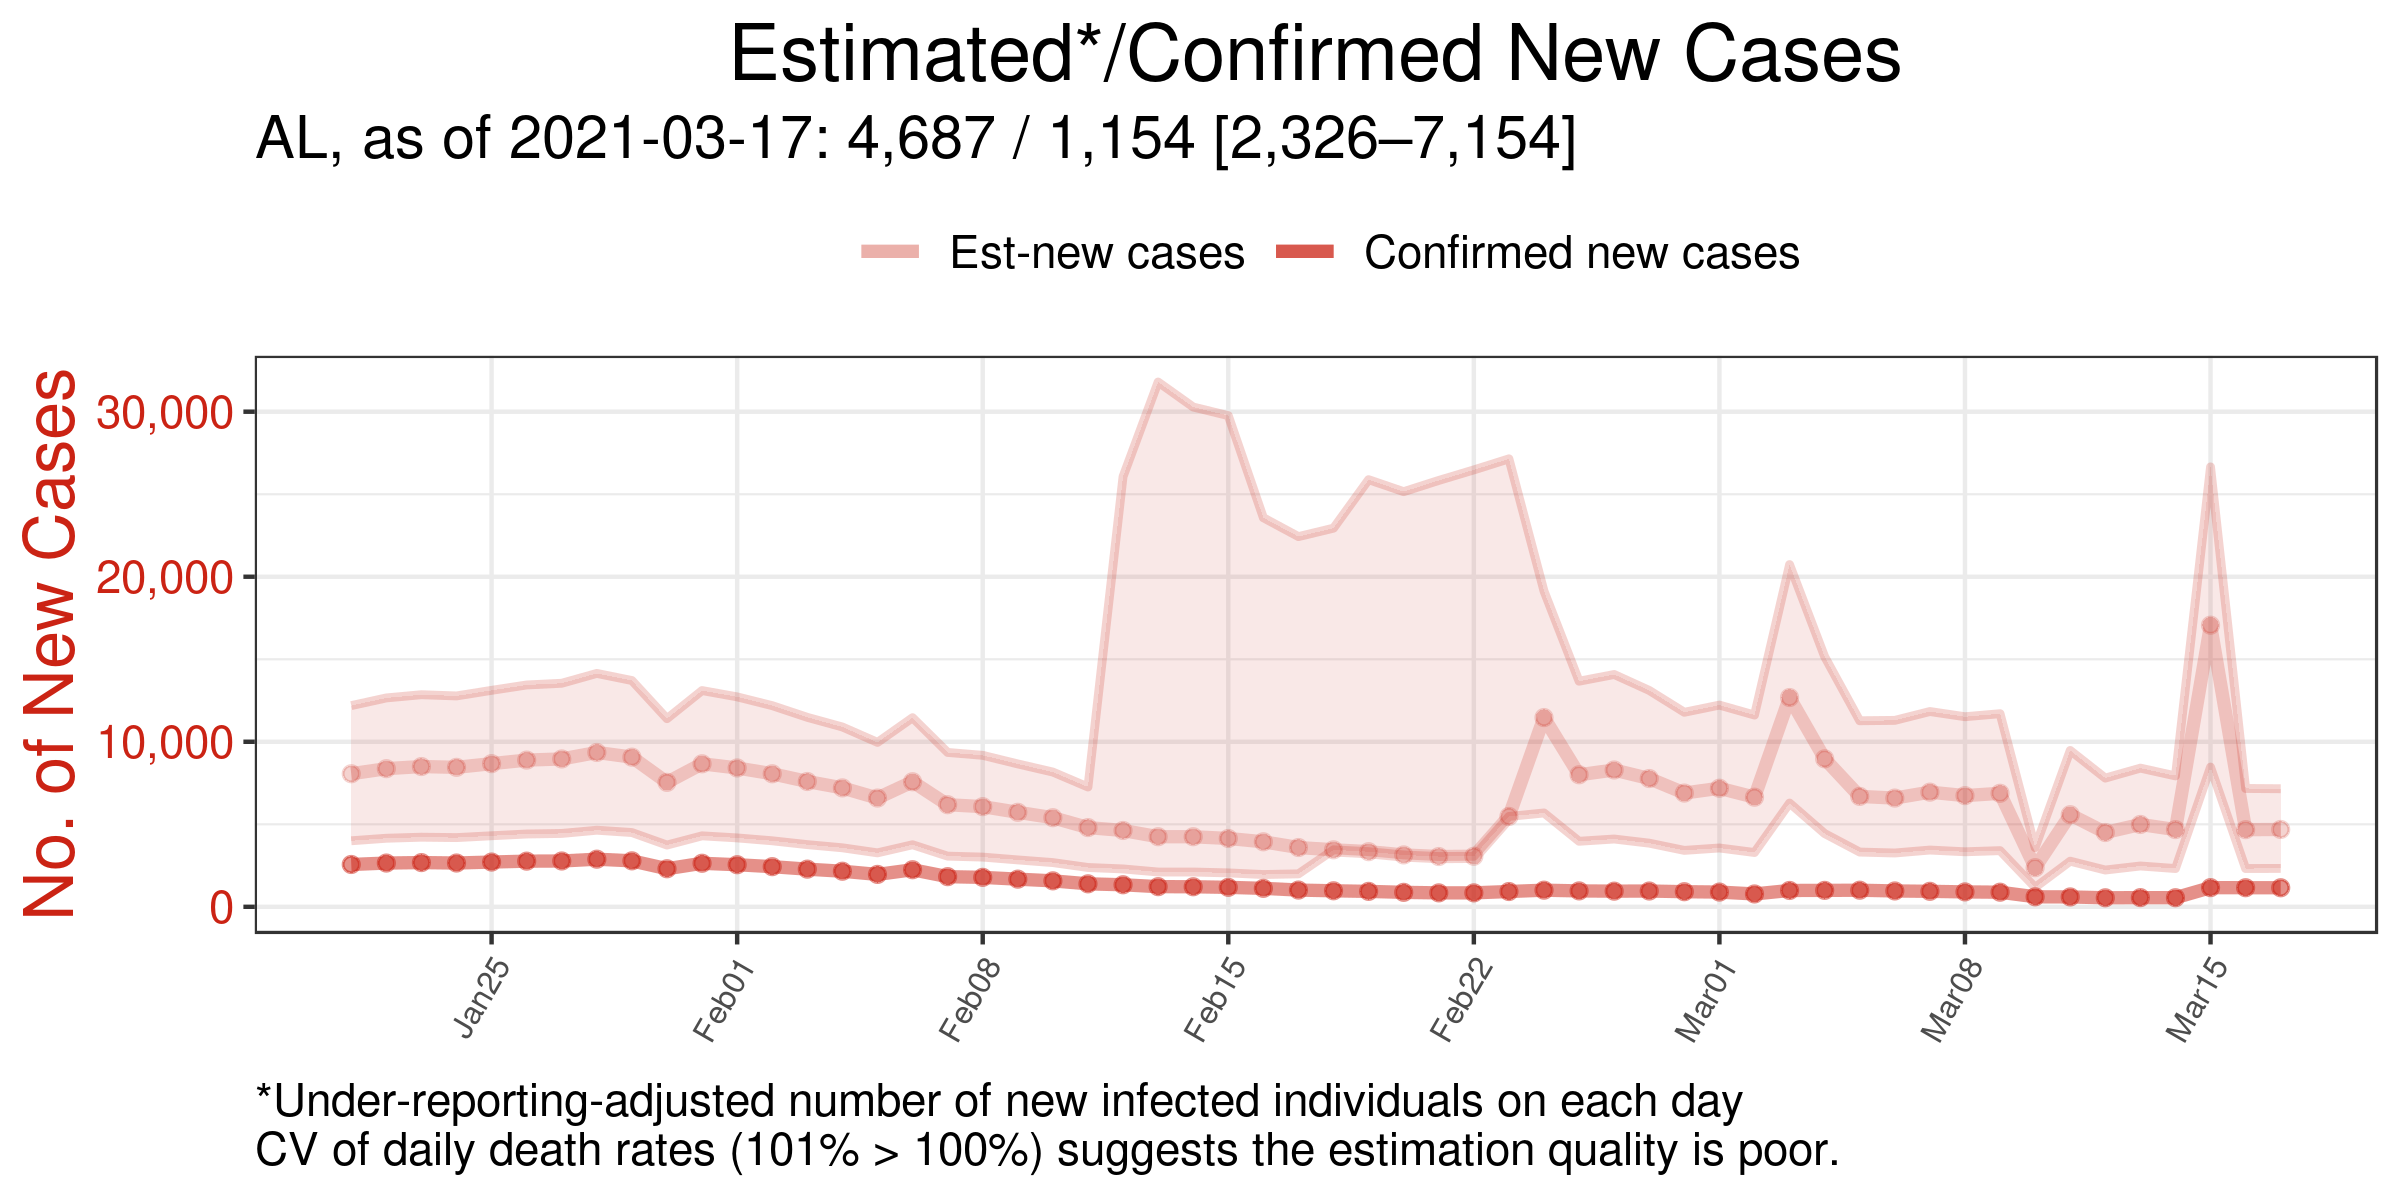 Estimated*/Confirmed New Cases
AL, as of 2021-03-17: 4,687 / 1,154 [2,326–7,154]
Est-new cases
Confirmed new cases
No. of New Cases
30,000
20,000
10,000
0
Jan25
Feb01
Feb08
Feb15
Feb22
Mar01
Mar08
Mar15
*Under-reporting-adjusted number of new infected individuals on each day
CV of daily death rates (101% > 100%) suggests the estimation quality is poor.